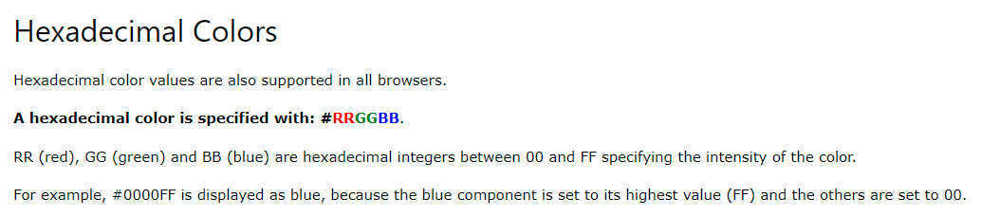 Hexadecimal Colors
Hexadecimal color values are also supported in all browsers.
A hexadecimal color is specified with: #RRGGBB.
RR (red), GG (green) and BB (blue) are hexadecimal integers between 00 and FF specifying the intensity of the color.
For example, #0000FF is displayed as blue, because the blue component is set to its highest value (FF) and the others are set to 00.